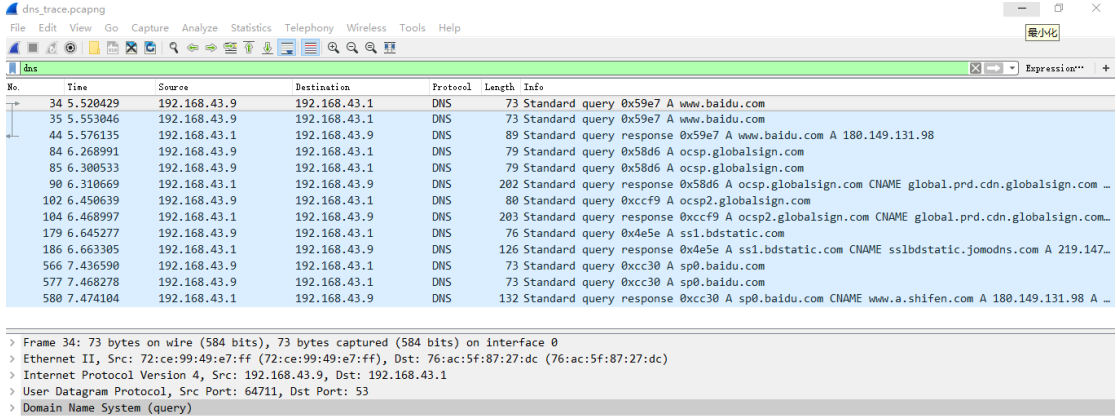 dns_trace.pcapng
File Edit View Go Capture Analyze Statistics Telephony Wireless Tools Help
最小化
dns Expression…
No. Time Source Destination Protocol Length Info
34 5.520429 192.168.43.9 192.168.43.1 DNS 73 Standard query 0x59e7 A www.baidu.com
35 5.553046 192.168.43.9 192.168.43.1 DNS 73 Standard query 0x59e7 A www.baidu.com
44 5.576135 192.168.43.1 192.168.43.9 DNS 89 Standard query response 0x59e7 A www.baidu.com A 180.149.131.98
84 6.268991 192.168.43.9 192.168.43.1 DNS 79 Standard query 0x58d6 A ocsp.globalsign.com
85 6.300533 192.168.43.9 192.168.43.1 DNS 79 Standard query 0x58d6 A ocsp.globalsign.com
90 6.310669 192.168.43.1 192.168.43.9 DNS 202 Standard query response 0x58d6 A ocsp.globalsign.com CNAME global.prd.cdn.globalsign.com …
102 6.450639 192.168.43.9 192.168.43.1 DNS 80 Standard query 0xccf9 A ocsp2.globalsign.com
104 6.468997 192.168.43.1 192.168.43.9 DNS 203 Standard query response 0xccf9 A ocsp2.globalsign.com CNAME global.prd.cdn.globalsign.com…
179 6.645277 192.168.43.9 192.168.43.1 DNS 76 Standard query 0x4e5e A ss1.bdstatic.com
186 6.663305 192.168.43.1 192.168.43.9 DNS 126 Standard query response 0x4e5e A ss1.bdstatic.com CNAME sslbdstatic.jomodns.com A 219.147…
566 7.436590 192.168.43.9 192.168.43.1 DNS 73 Standard query 0xcc30 A sp0.baidu.com
577 7.468278 192.168.43.9 192.168.43.1 DNS 73 Standard query 0xcc30 A sp0.baidu.com
580 7.474104 192.168.43.1 192.168.43.9 DNS 132 Standard query response 0xcc30 A sp0.baidu.com CNAME www.a.shifen.com A 180.149.131.98 A …
Frame 34: 73 bytes on wire (584 bits), 73 bytes captured (584 bits) on interface 0
Ethernet II, Src: 72:ce:99:49:e7:ff (72:ce:99:49:e7:ff), Dst: 76:ac:5f:87:27:dc (76:ac:5f:87:27:dc)
Internet Protocol Version 4, Src: 192.168.43.9, Dst: 192.168.43.1
User Datagram Protocol, Src Port: 64711, Dst Port: 53
Domain Name System (query)